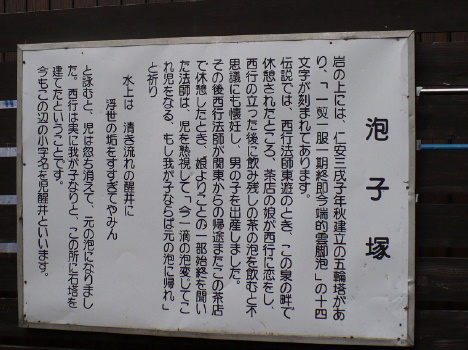 泡子塚
岩の上には、仁安三戌子年秋建立の五輪塔があ
り、「一煎一服一期終即今端的雲脚泡」の十四
文字が刻まれてあります。
伝説では、西行法師東遊のとき、この泉の畔で
休憩されたところ、茶店の娘が西行に恋をし、
西行の立った後に飲み残しの茶の泡を飲むと不
思議にも懐妊し、男の子を出産しました。
その後西行法師が関東からの帰途またこの茶店
で休憩したとき、娘よりことの一部始終を聞い
た法師は、児を熟視して「今一滴の泡変じてこ
れ児をなる、もし我が子ならば元の泡に帰れ」
と祈り
水上は 清き流れの醒井に
浮世の垢をすすぎてやみん
と詠むと、児は忽ち消えて、元の泡になりまし
た。西行は実に我が子なりと、この所に石塔を
建てたということです。
今もこの辺の小字名を児醒井といいます。